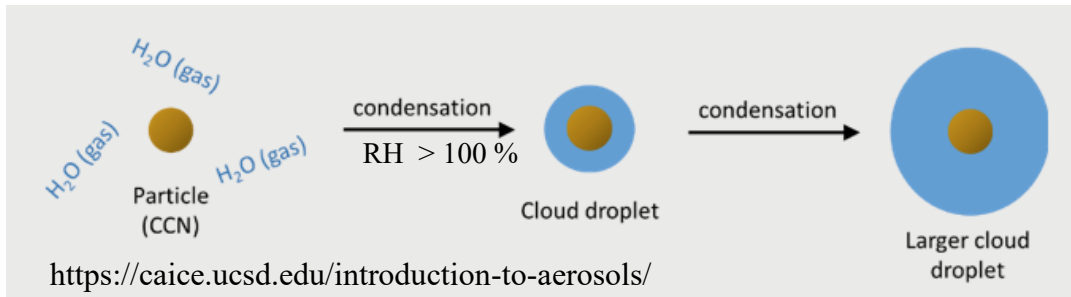 H₂O (gas)
H₂O (gas)
H₂O (gas)
Particle
(CCN)
condensation
RH > 100 %
Cloud droplet
condensation
Larger cloud
droplet
https://caice.ucsd.edu/introduction-to-aerosols/